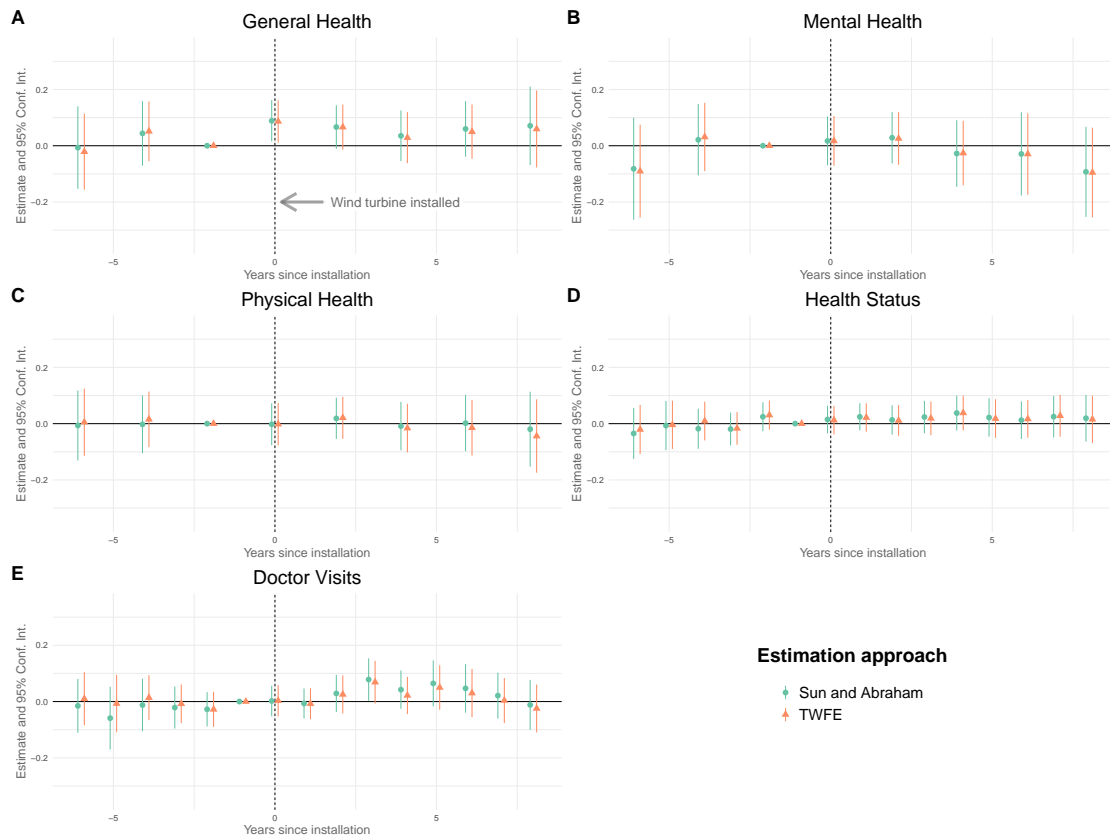 A
General Health
Estimate and 95% Conf. Int.
0.2
0.0
−0.2
Wind turbine installed
−5
0
5
Years since installation
B
Mental Health
Estimate and 95% Conf. Int.
0.2
0.0
−0.2
−5
0
5
Years since installation
C
Physical Health
Estimate and 95% Conf. Int.
0.2
0.0
−0.2
−5
0
5
Years since installation
D
Health Status
Estimate and 95% Conf. Int.
0.2
0.0
−0.2
−5
0
5
Years since installation
E
Doctor Visits
Estimate and 95% Conf. Int.
0.2
0.0
−0.2
−5
0
5
Years since installation
Estimation approach
Sun and Abraham
TWFE